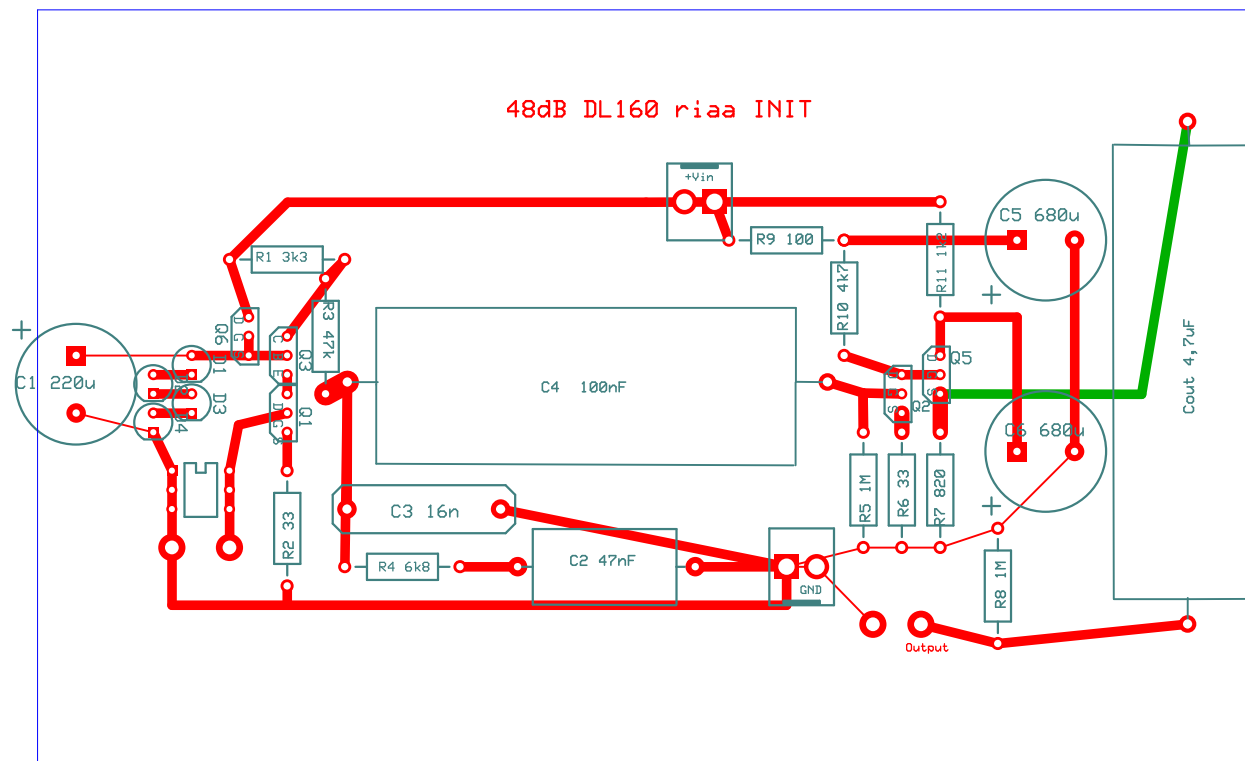 48dB DL160 riaa INIT
+Vin
C5 680u
R9 100
R11 1k2
R1 3k3
R10 4k7
R3 47k
D
G
Q6
C
B
E
Q3
D1
C1 220u
D3
D
G
S
Q1
C4 100nF
D
G
S
Q5
Q2
C6 680u
Cout 4,7uF
R2 33
C3 16n
R5 1M
R6 33
R7 820
R4 6k8
C2 47nF
GND
R8 1M
Output